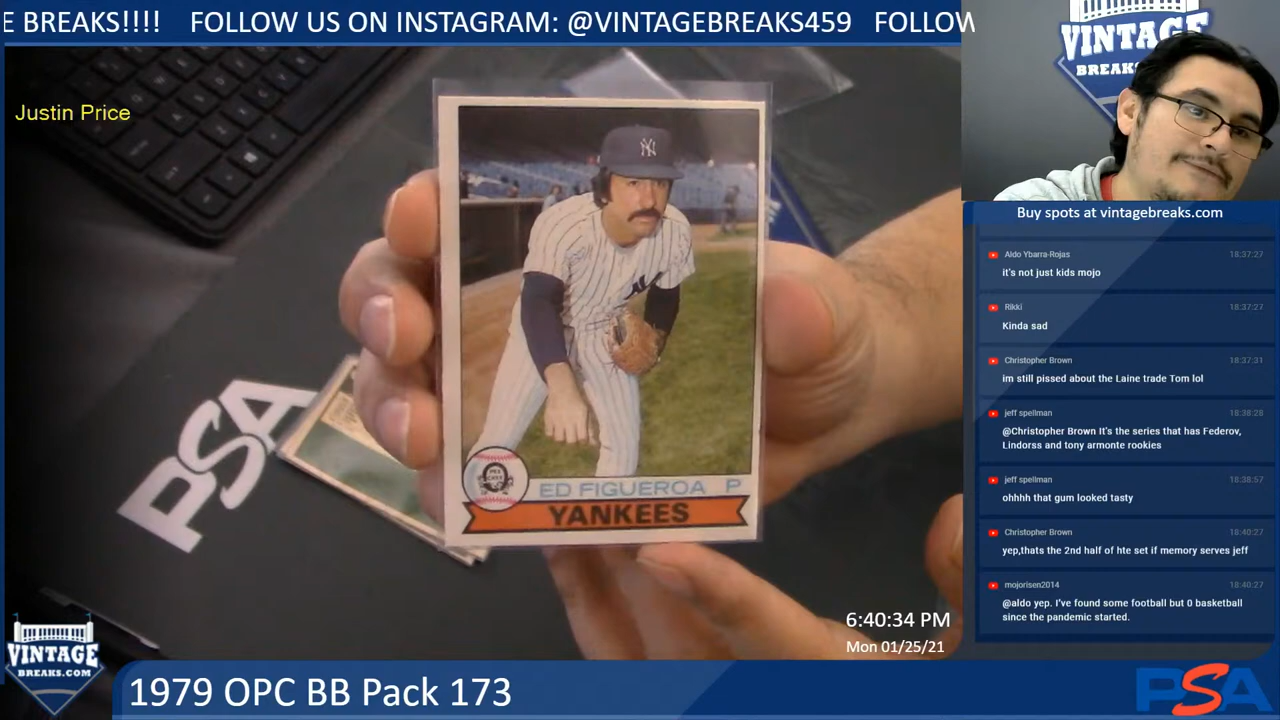 E BREAKS!!!!    FOLLOW US ON INSTAGRAM: @VINTAGEBREAKS459    FOLLOW
Justin Price
VINTAGE
BREAKS
NY
ED FIGUEROA P
YANKEES
PSA
Buy spots at vintagebreaks.com
Aldo Ybarra-Rojas 18:37:27
it's not just kids mojo
Rikki 18:37:27
Kinda sad
Christopher Brown 18:37:31
im still pissed about the Laine trade Tom lol
jeff spellman 18:38:28
@Christopher Brown It's the series that has Federov,
Lindorss and tony armonte rookies
jeff spellman 18:38:57
ohhhh that gum looked tasty
Christopher Brown 18:40:27
yep,thats the 2nd half of hte set if memory serves jeff
mojorisen2014 18:40:27
@aldo yep. I've found some football but 0 basketball
since the pandemic started.
6:40:34 PM
Mon 01/25/21
VINTAGE
BREAKS.COM
1979 OPC BB Pack 173
PSA